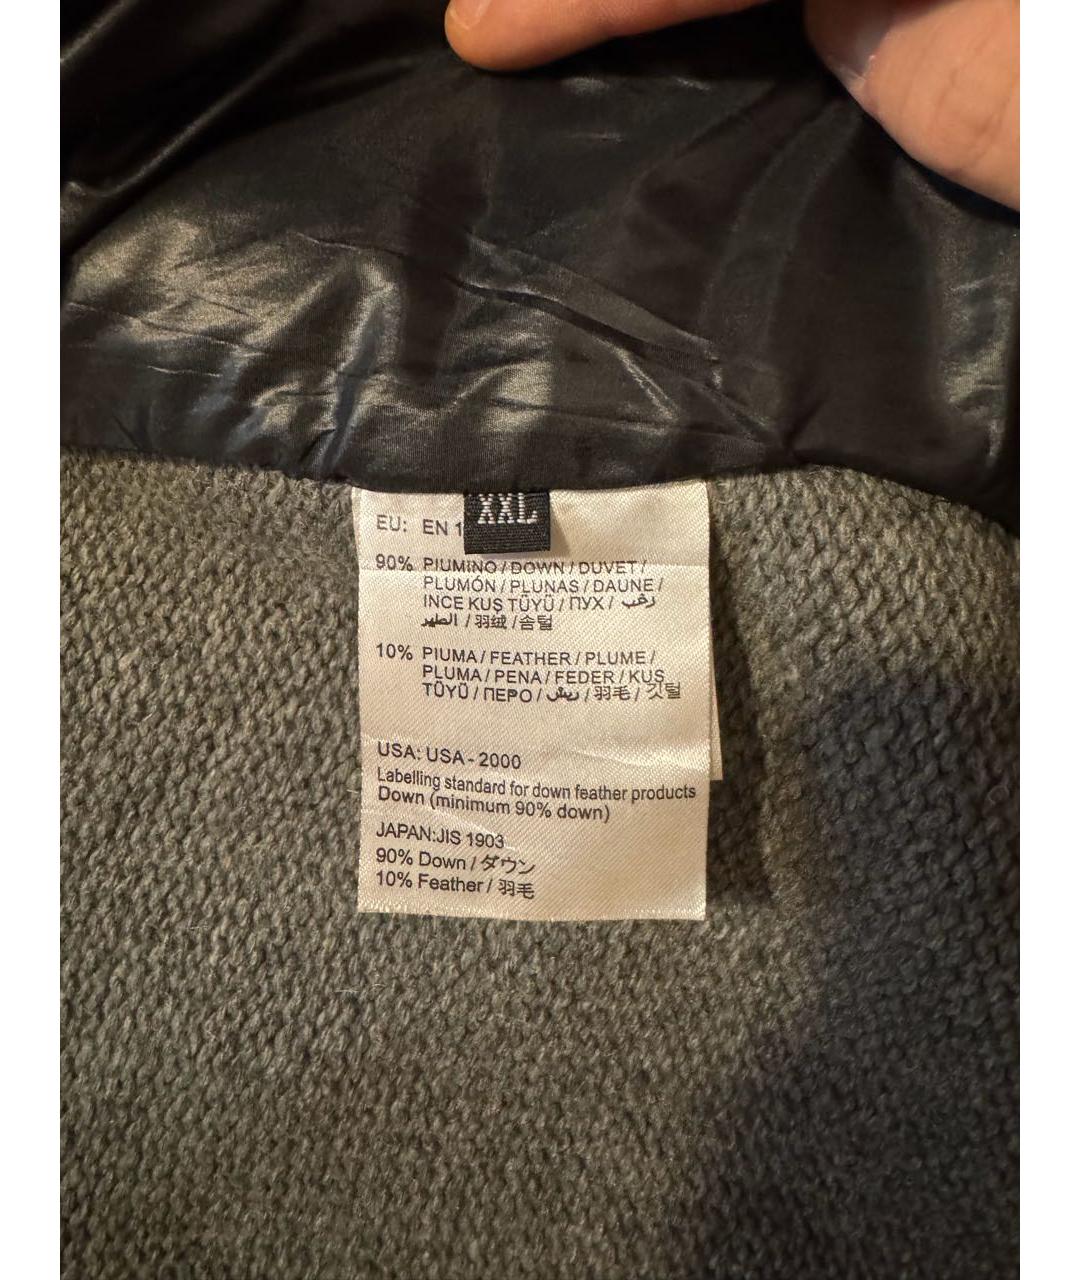 XXL
EU: EN 1
90% PIUMINO / DOWN / DUVET /
PLUMÓN / PLUNAS / DAUNE /
INCE KUŞ TÜYÜ / ПУХ / زغب
الطير / 羽绒 / 솜털
10% PIUMA / FEATHER / PLUME /
PLUMA / PENA / FEDER / KUŞ
TÜYÜ / ПЕРО / ريش / 羽毛 / 깃털
USA: USA - 2000
Labelling standard for down feather products
Down (minimum 90% down)
JAPAN:JIS 1903
90% Down / ダウン
10% Feather / 羽毛